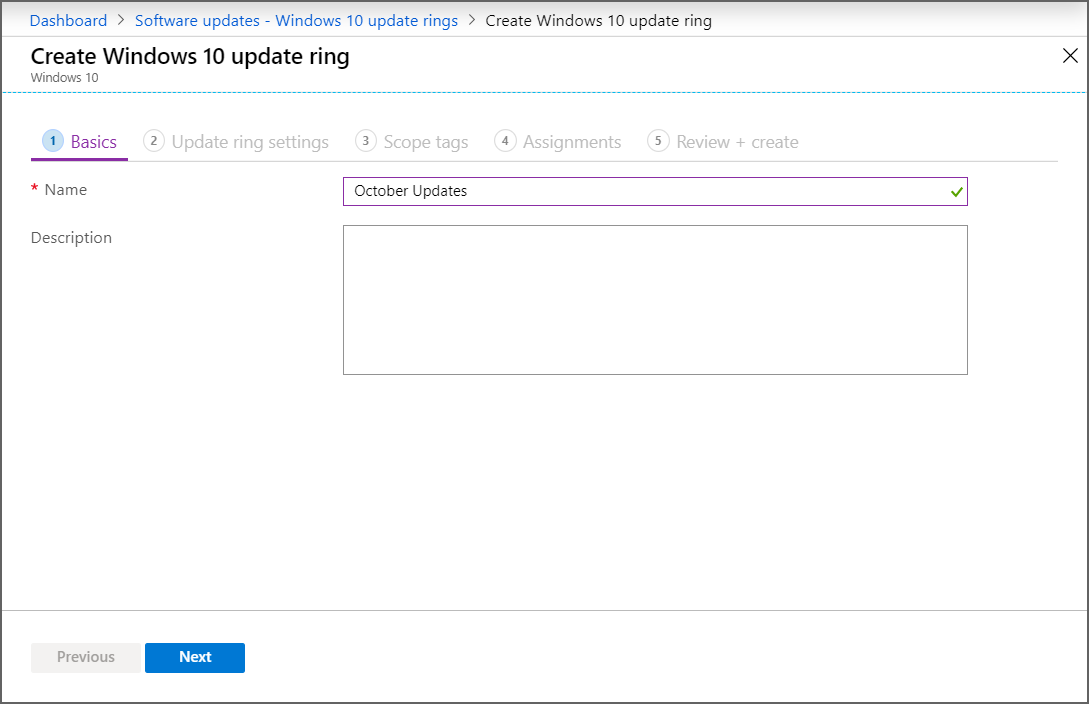 Dashboard > Software updates - Windows 10 update rings > Create Windows 10 update ring
Create Windows 10 update ring
Windows 10
1 Basics 2 Update ring settings 3 Scope tags 4 Assignments 5 Review + create
* Name October Updates
Description
Previous Next